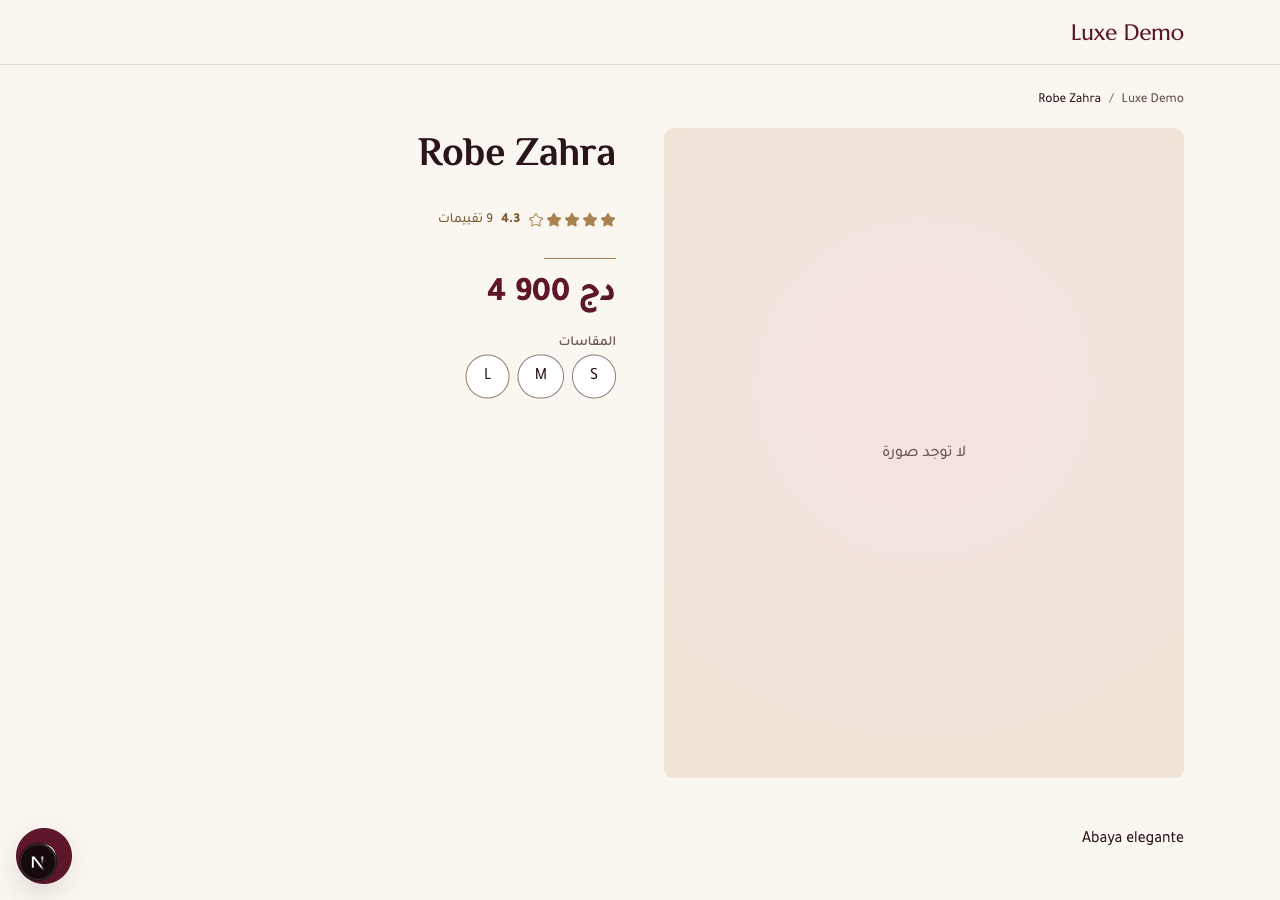 Luxe Demo
Luxe Demo / Robe Zahra
Robe Zahra
4.3 9 تقييمات
4 900 دج
المقاسات
S M L
لا توجد صورة
Abaya elegante
N